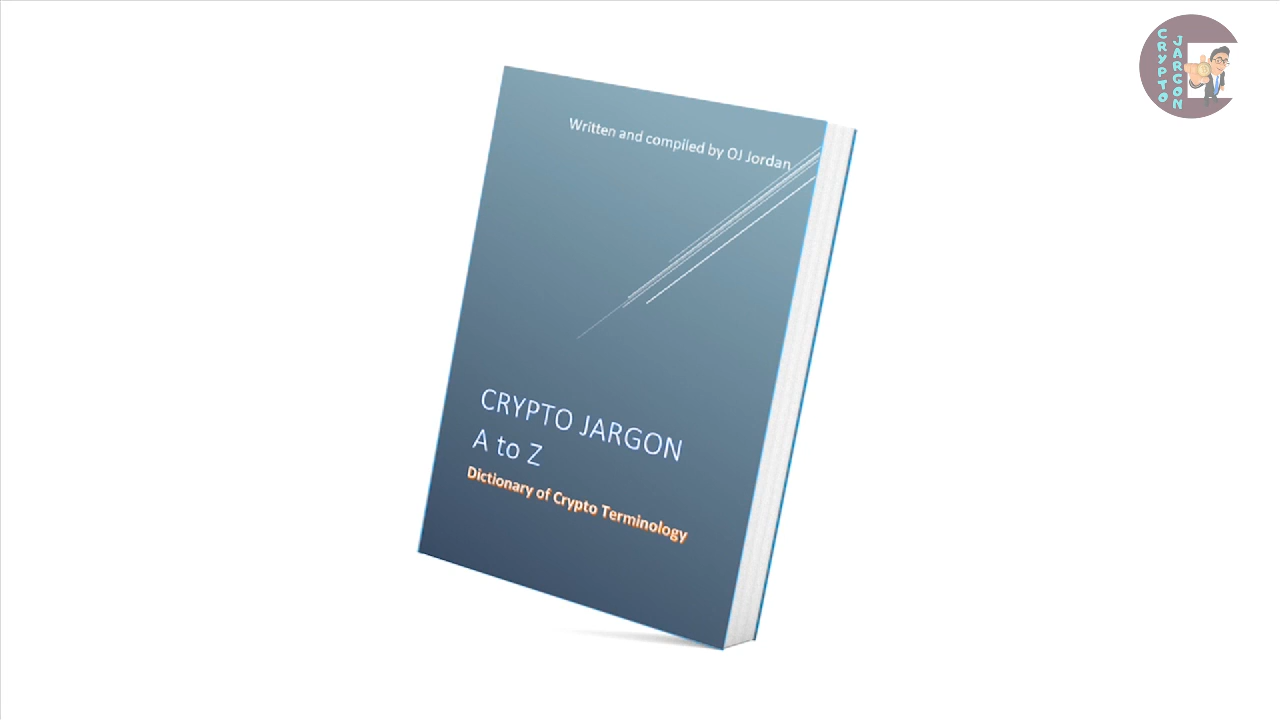 CRYPTO
JARGON
Written and compiled by OJ Jordan
CRYPTO JARGON
A to Z
Dictionary of Crypto Terminology